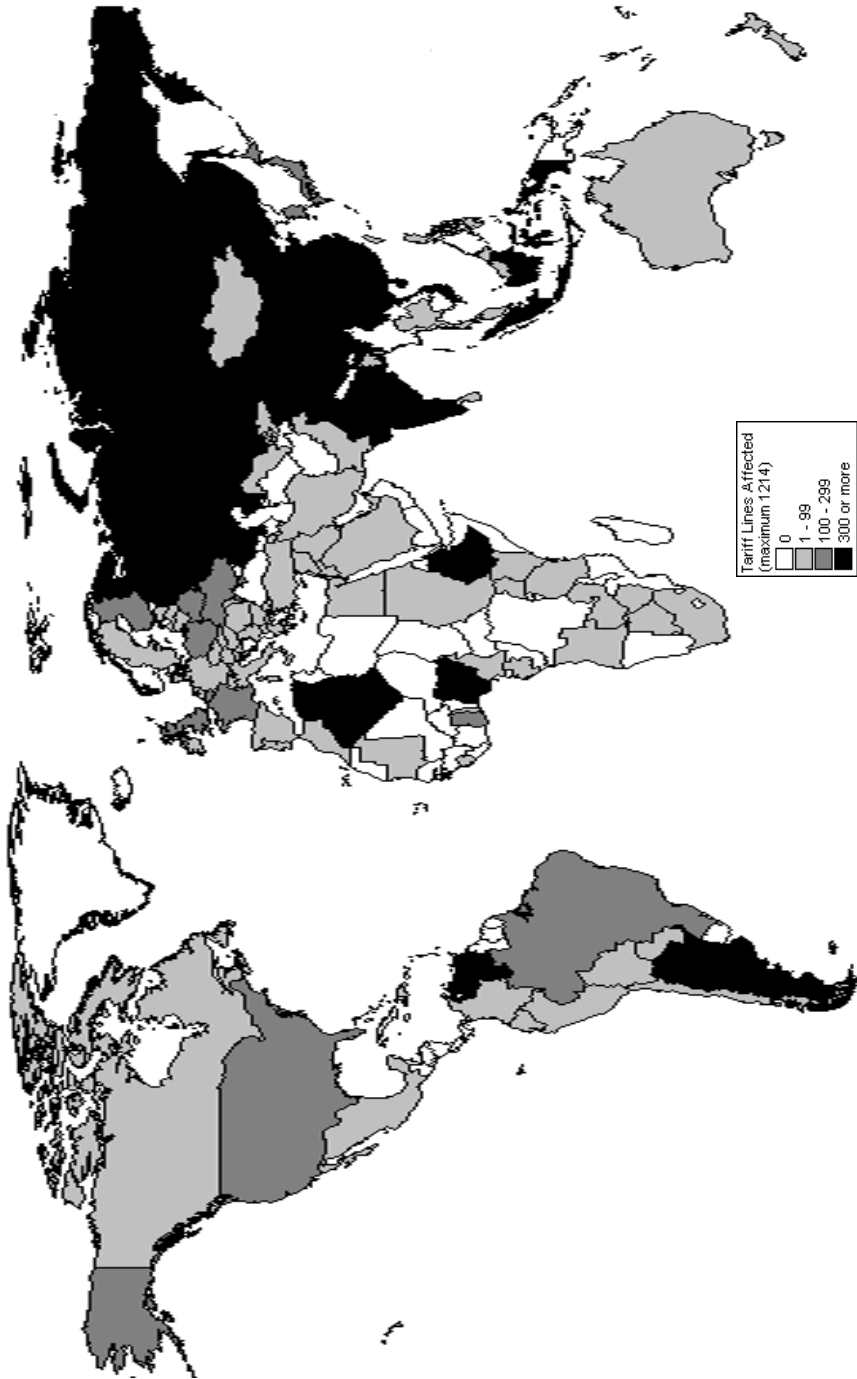 Tariff Lines Affected
(maximum 1214)
0
1 - 99
100 - 299
300 or more